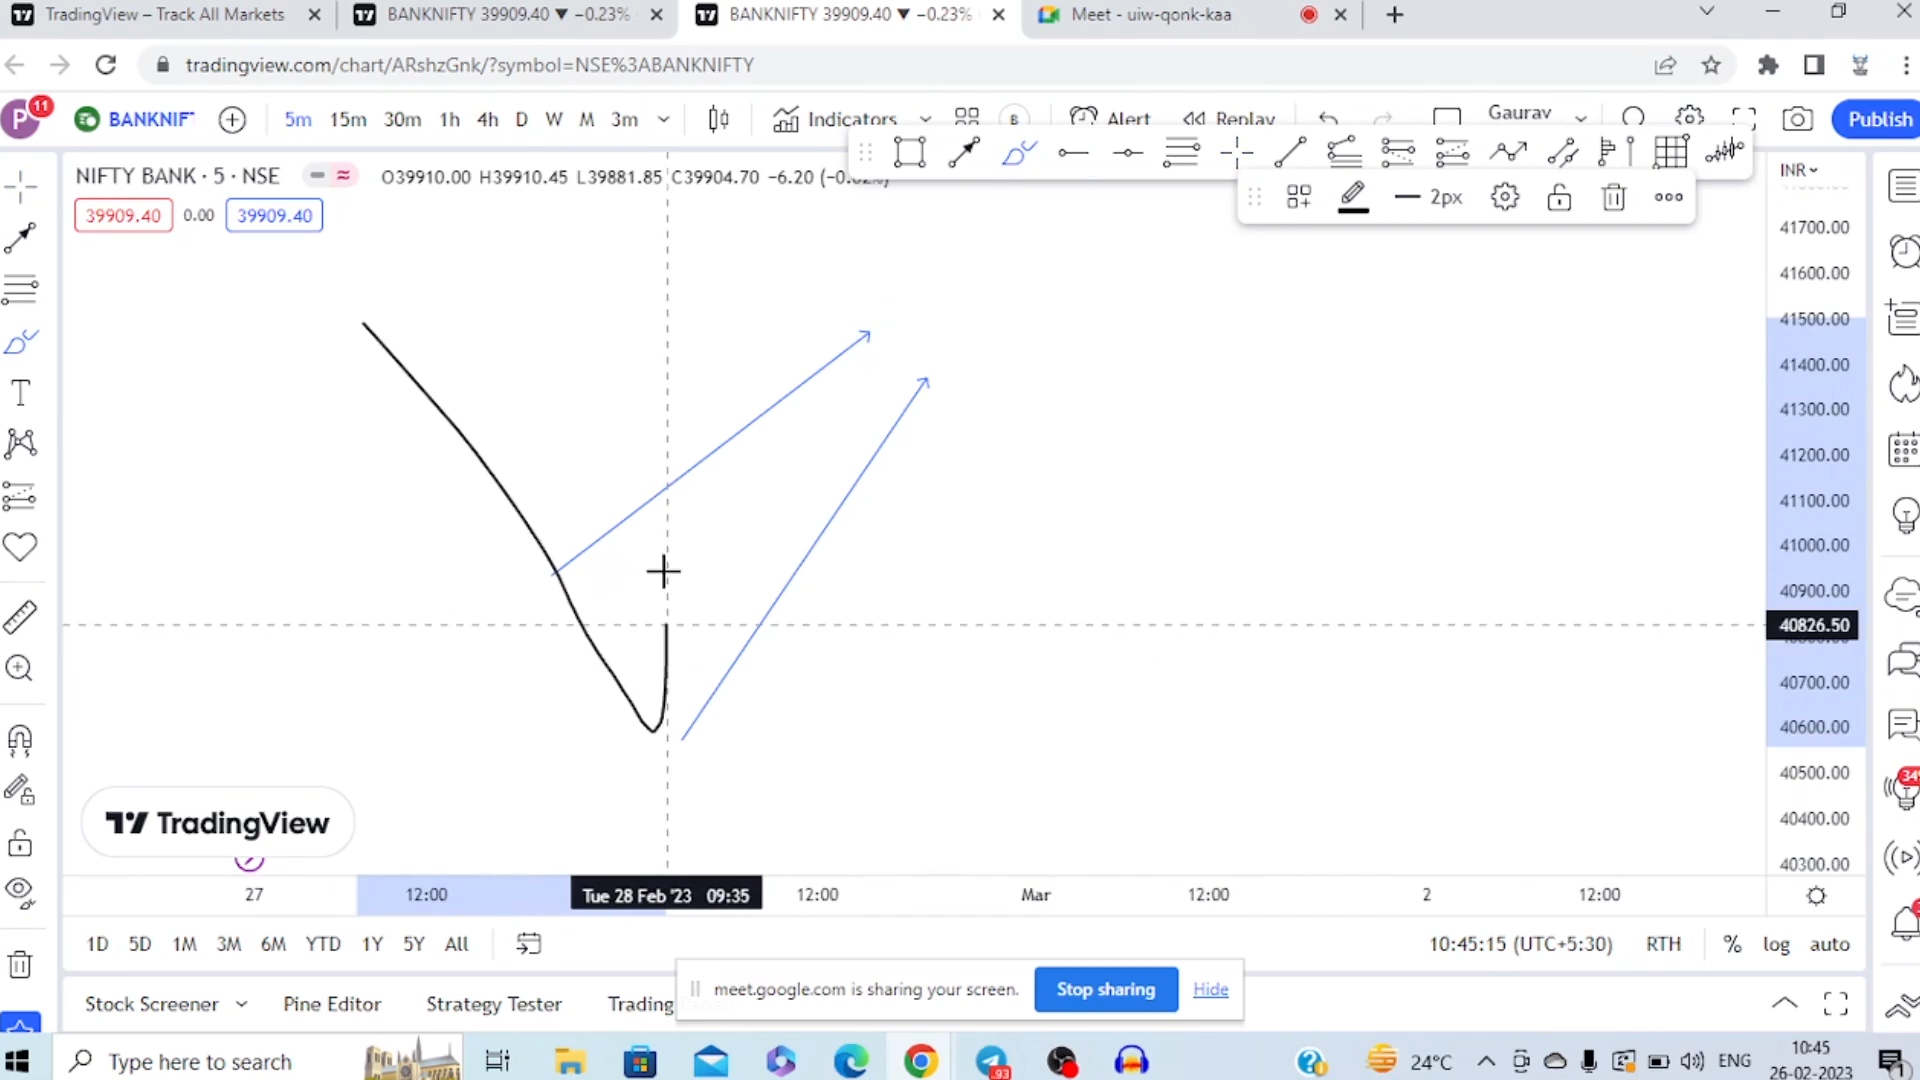 TradingView – Track All Markets
BANKNIFTY 39909.40 ▼ −0.23%
BANKNIFTY 39909.40 ▼ −0.23%
Meet - uiw-qonk-kaa
tradingview.com/chart/ARshzGnk/?symbol=NSE%3ABANKNIFTY
P 11
BANKNIF
5m 15m 30m 1h 4h D W M 3m
Indicators
B
Alert
Replay
Gaurav
Publish
NIFTY BANK · 5 · NSE
O39910.00 H39910.45 L39881.85 C39904.70 −6.20
39909.40 0.00 39909.40
2px
INR
41700.00
41600.00
41500.00
41400.00
41300.00
41200.00
41100.00
41000.00
40900.00
40826.50
40700.00
40600.00
40500.00
40400.00
40300.00
34
TradingView
27 12:00 Tue 28 Feb '23 09:35 12:00 Mar 12:00 2 12:00
1D 5D 1M 3M 6M YTD 1Y 5Y All
10:45:15 (UTC+5:30) RTH % log auto
Stock Screener Pine Editor Strategy Tester Trading
meet.google.com is sharing your screen. Stop sharing Hide
Type here to search
93
24°C
ENG
10:45
26-02-2023
1